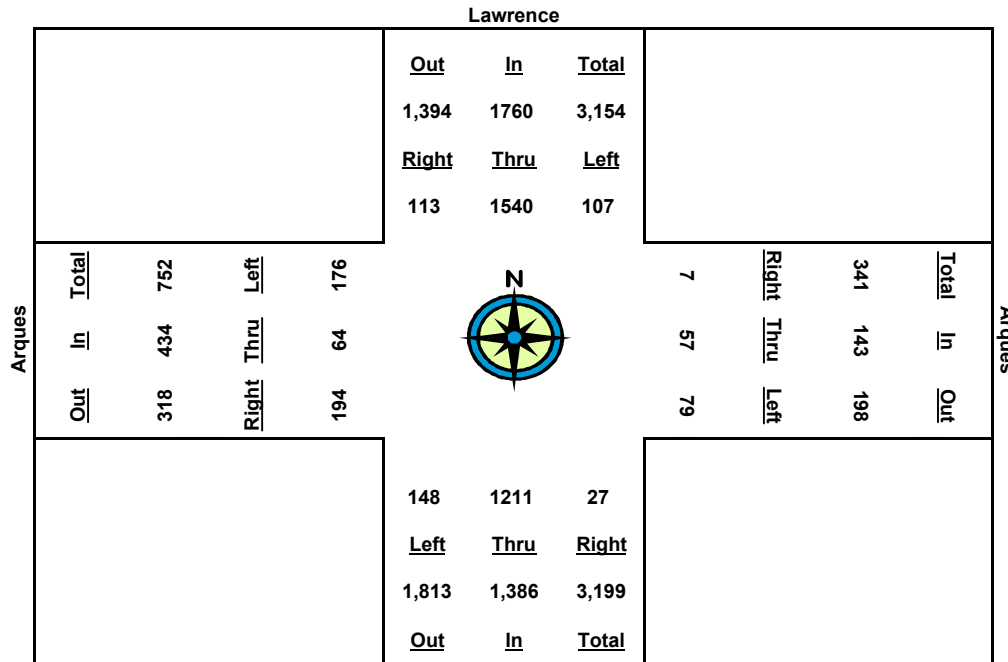 Lawrence
Out In Total
1,394 1760 3,154
Right Thru Left
113 1540 107
Arques
Total 752 Left 176
In 434 Thru 64
Out 318 Right 194
N
7 Right 341 Total
57 Thru 143 In
79 Left 198 Out
Arques
148 1211 27
Left Thru Right
1,813 1,386 3,199
Out In Total